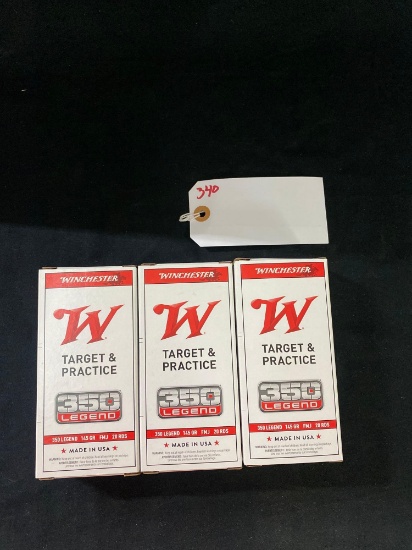 340
WINCHESTER
W
TARGET &
PRACTICE
350
LEGEND
350 LEGEND 145 GR FMJ 20 RDS
★ MADE IN USA ★
WINCHESTER
W
TARGET &
PRACTICE
350
LEGEND
350 LEGEND 145 GR FMJ 20 RDS
★ MADE IN USA ★
WINCHESTER
W
TARGET &
PRACTICE
350
LEGEND
350 LEGEND 145 GR FMJ 20 RDS
★ MADE IN USA ★